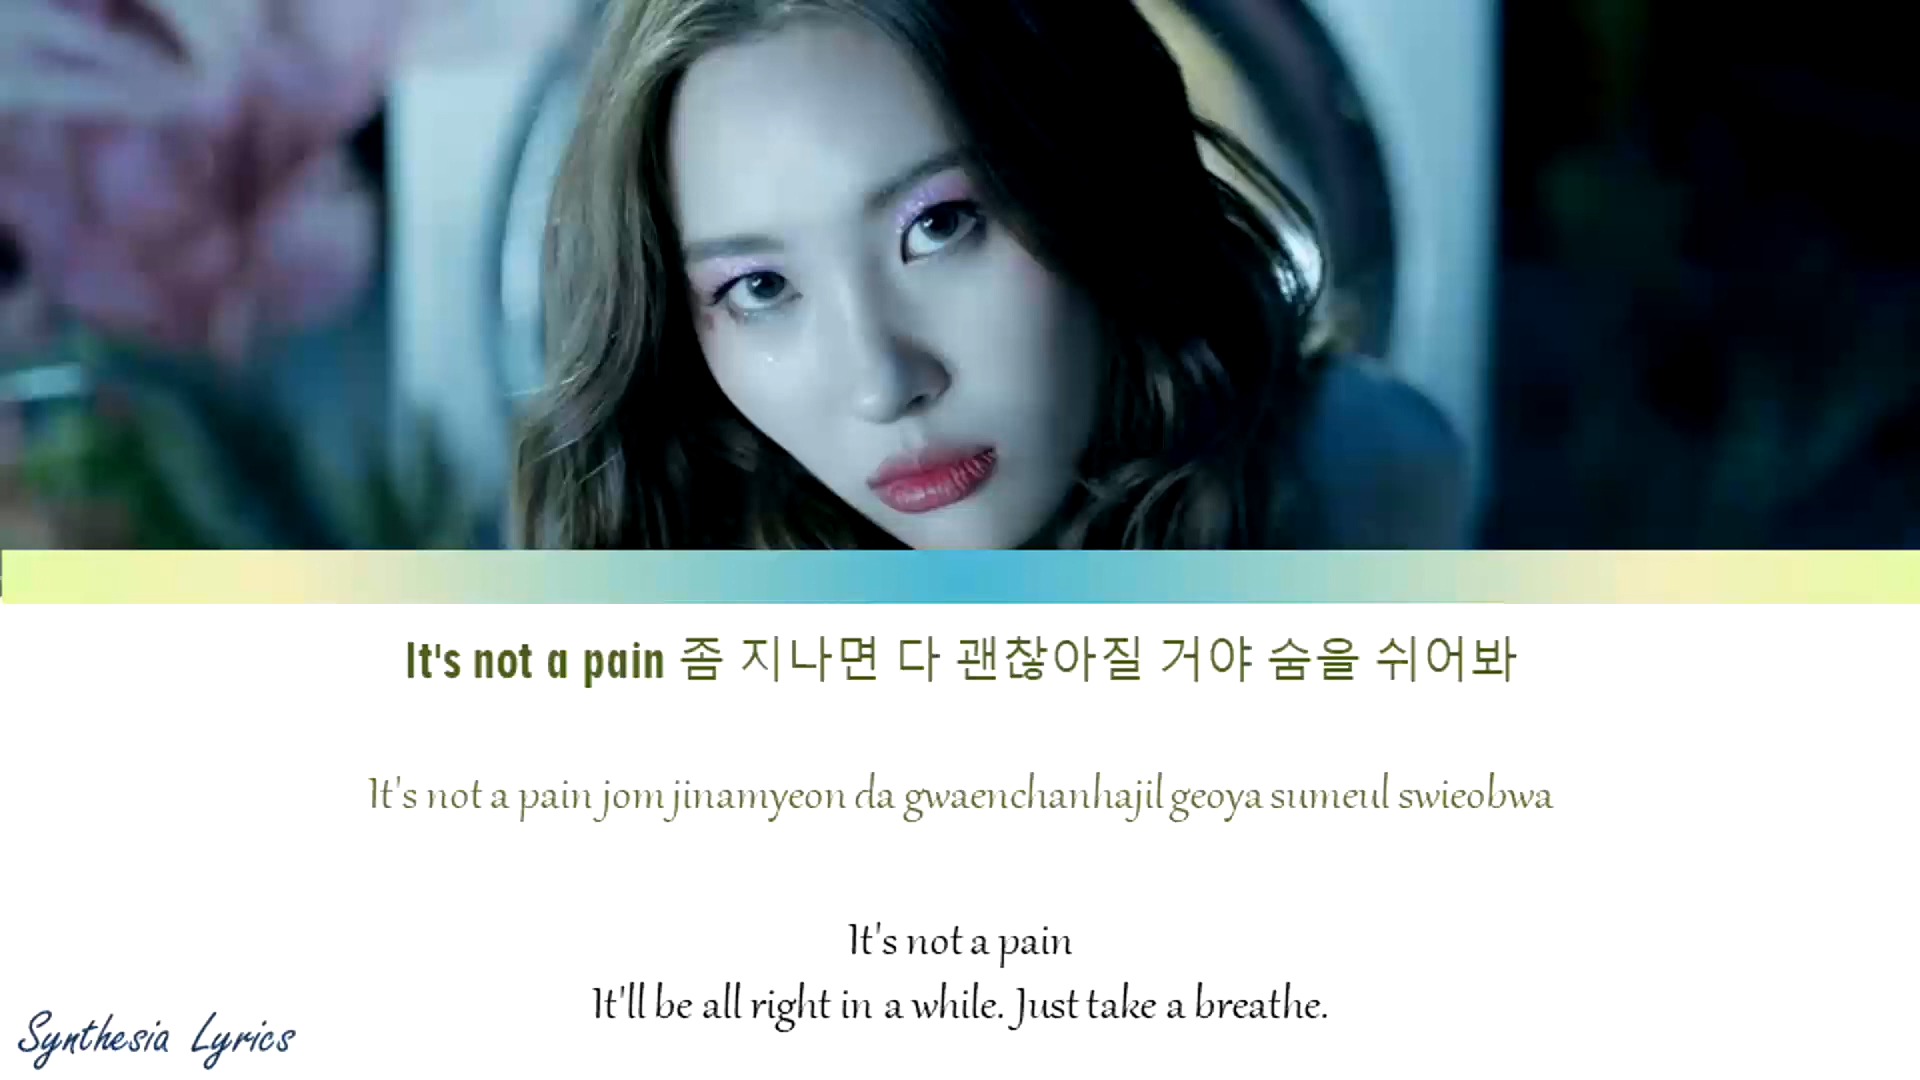 It's not a pain 좀 지나면 다 괜찮아질 거야 숨을 쉬어봐
It's not a pain jom jinamyeon da gwaenchanhajil geoya sumeul swieobwa
It's not a pain
It'll be all right in a while. Just take a breathe.
Synthesia Lyrics